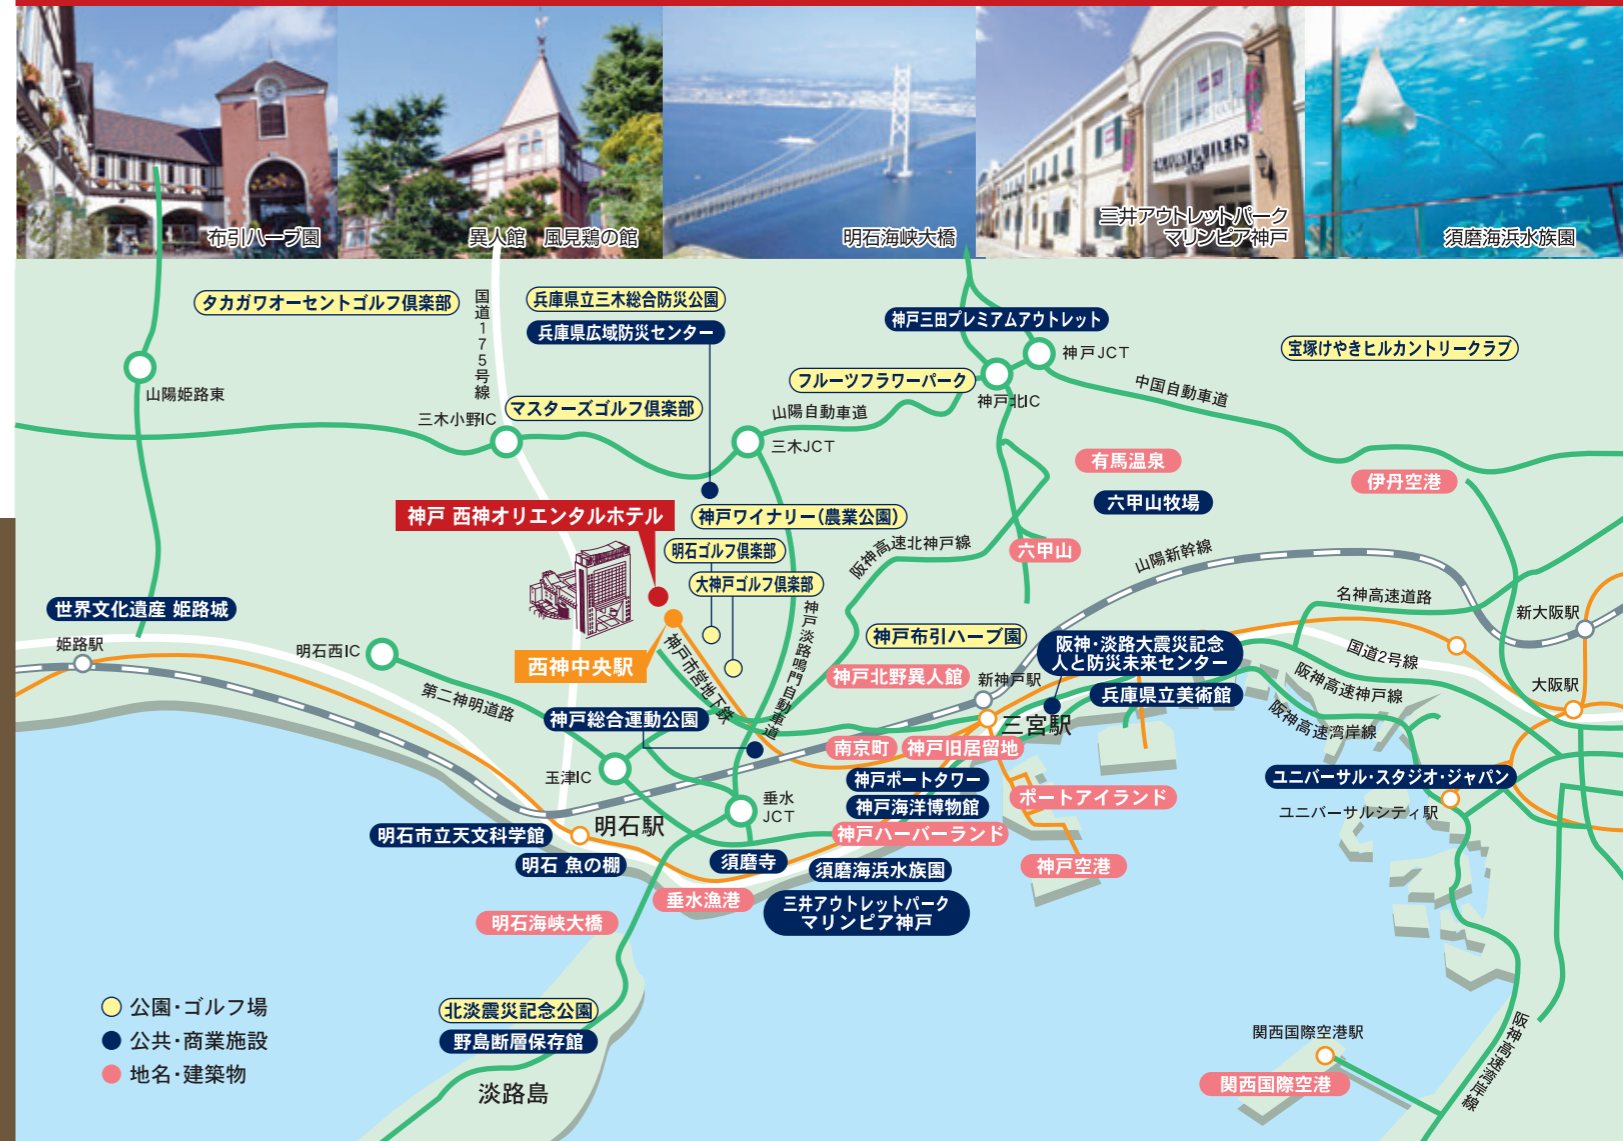 布引ハーブ園
異人館 風見鶏の館
明石海峡大橋
FACTORY OUTLETS
三井アウトレットパーク
マリンピア神戸
須磨海浜水族園
タカガワオーセントゴルフ倶楽部
国道175号線
兵庫県立三木総合防災公園
兵庫県広域防災センター
神戸三田プレミアムアウトレット
宝塚けやきヒルカントリークラブ
神戸JCT
山陽姫路東
フルーツフラワーパーク
神戸北IC
中国自動車道
三木小野IC
マスターズゴルフ倶楽部
山陽自動車道
三木JCT
有馬温泉
伊丹空港
六甲山牧場
神戸 西神オリエンタルホテル
神戸ワイナリー(農業公園)
明石ゴルフ倶楽部
大神戸ゴルフ倶楽部
阪神高速北神戸線
六甲山
山陽新幹線
名神高速道路
新大阪駅
世界文化遺産 姫路城
姫路駅
明石西IC
西神中央駅
神戸市営地下鉄
神戸淡路鳴門自動車道
神戸布引ハーブ園
阪神・淡路大震災記念
人と防災未来センター
国道2号線
神戸北野異人館
新神戸駅
兵庫県立美術館
阪神高速神戸線
大阪駅
第二神明道路
神戸総合運動公園
三宮駅
阪神高速湾岸線
南京町
神戸旧居留地
玉津IC
神戸ポートタワー
ユニバーサル・スタジオ・ジャパン
垂水
JCT
神戸海洋博物館
ポートアイランド
ユニバーサルシティ駅
明石市立天文科学館
明石駅
神戸ハーバーランド
明石 魚の棚
須磨寺
須磨海浜水族園
神戸空港
垂水漁港
三井アウトレットパーク
マリンピア神戸
明石海峡大橋
公園・ゴルフ場
公共・商業施設
地名・建築物
北淡震災記念公園
野島断層保存館
淡路島
関西国際空港駅
関西国際空港
阪神高速湾岸線